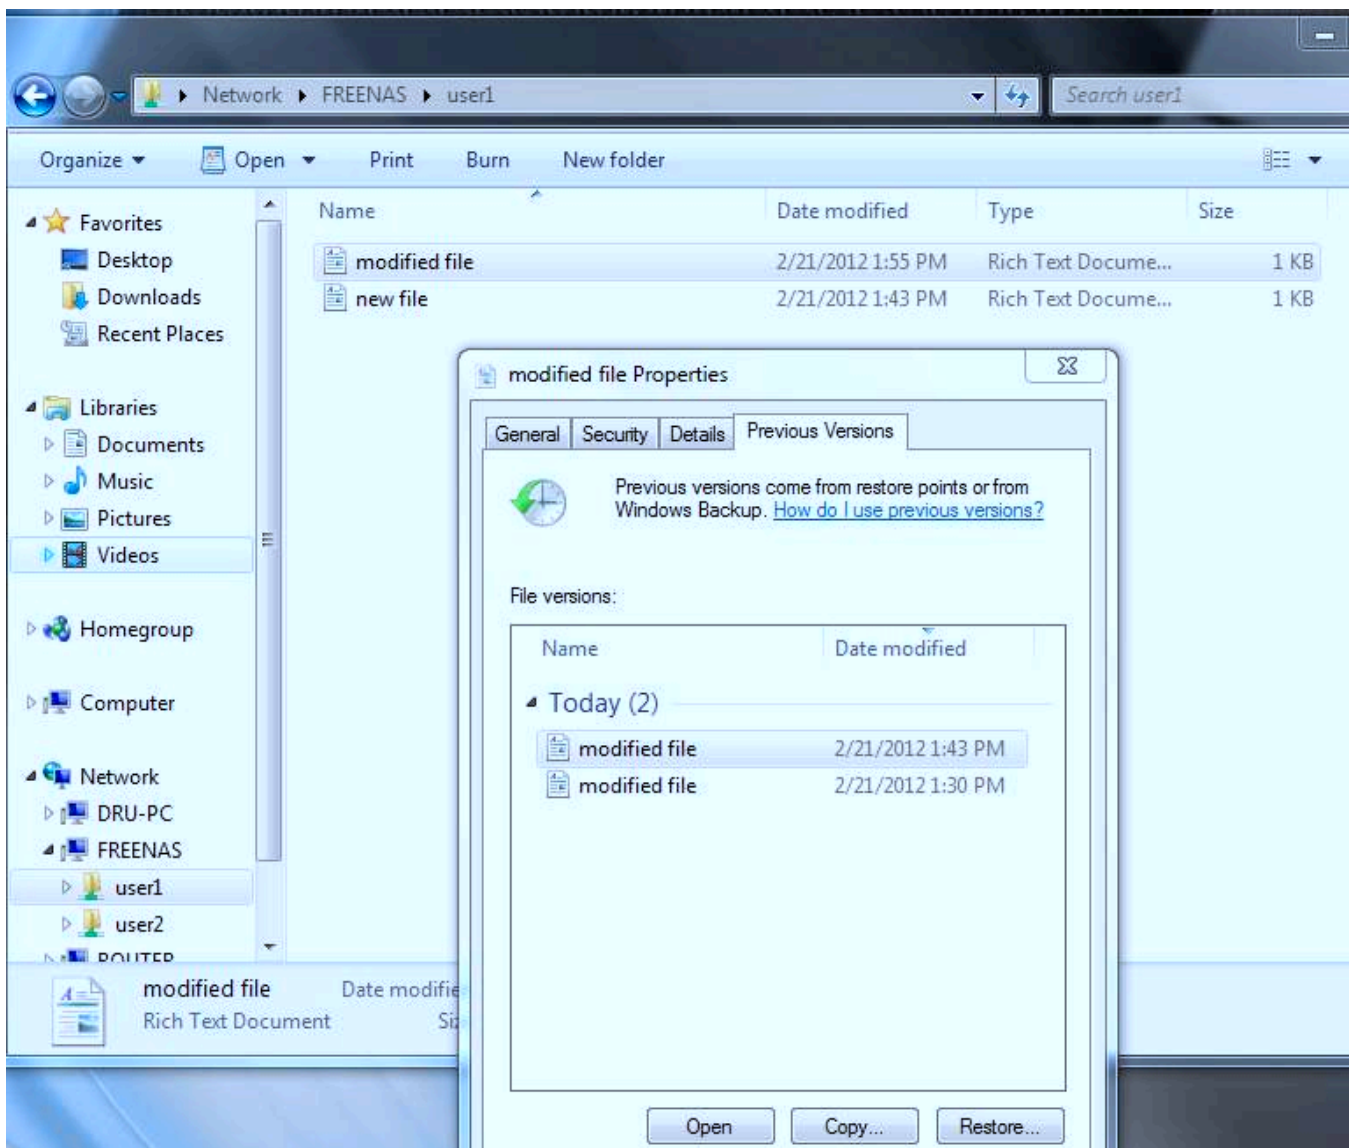 Network ▸ FREENAS ▸ user1
Search user1
Organize Open Print Burn New folder
Name Date modified Type Size
modified file 2/21/2012 1:55 PM Rich Text Docume... 1 KB
new file 2/21/2012 1:43 PM Rich Text Docume... 1 KB
Favorites
Desktop
Downloads
Recent Places
Libraries
Documents
Music
Pictures
Videos
Homegroup
Computer
Network
DRU-PC
FREENAS
user1
user2
ROUTER
modified file Properties
General Security Details Previous Versions
Previous versions come from restore points or from
Windows Backup. How do I use previous versions?
File versions:
Name Date modified
Today (2)
modified file 2/21/2012 1:43 PM
modified file 2/21/2012 1:30 PM
Open Copy... Restore...
modified file Date modifie
Rich Text Document Siz